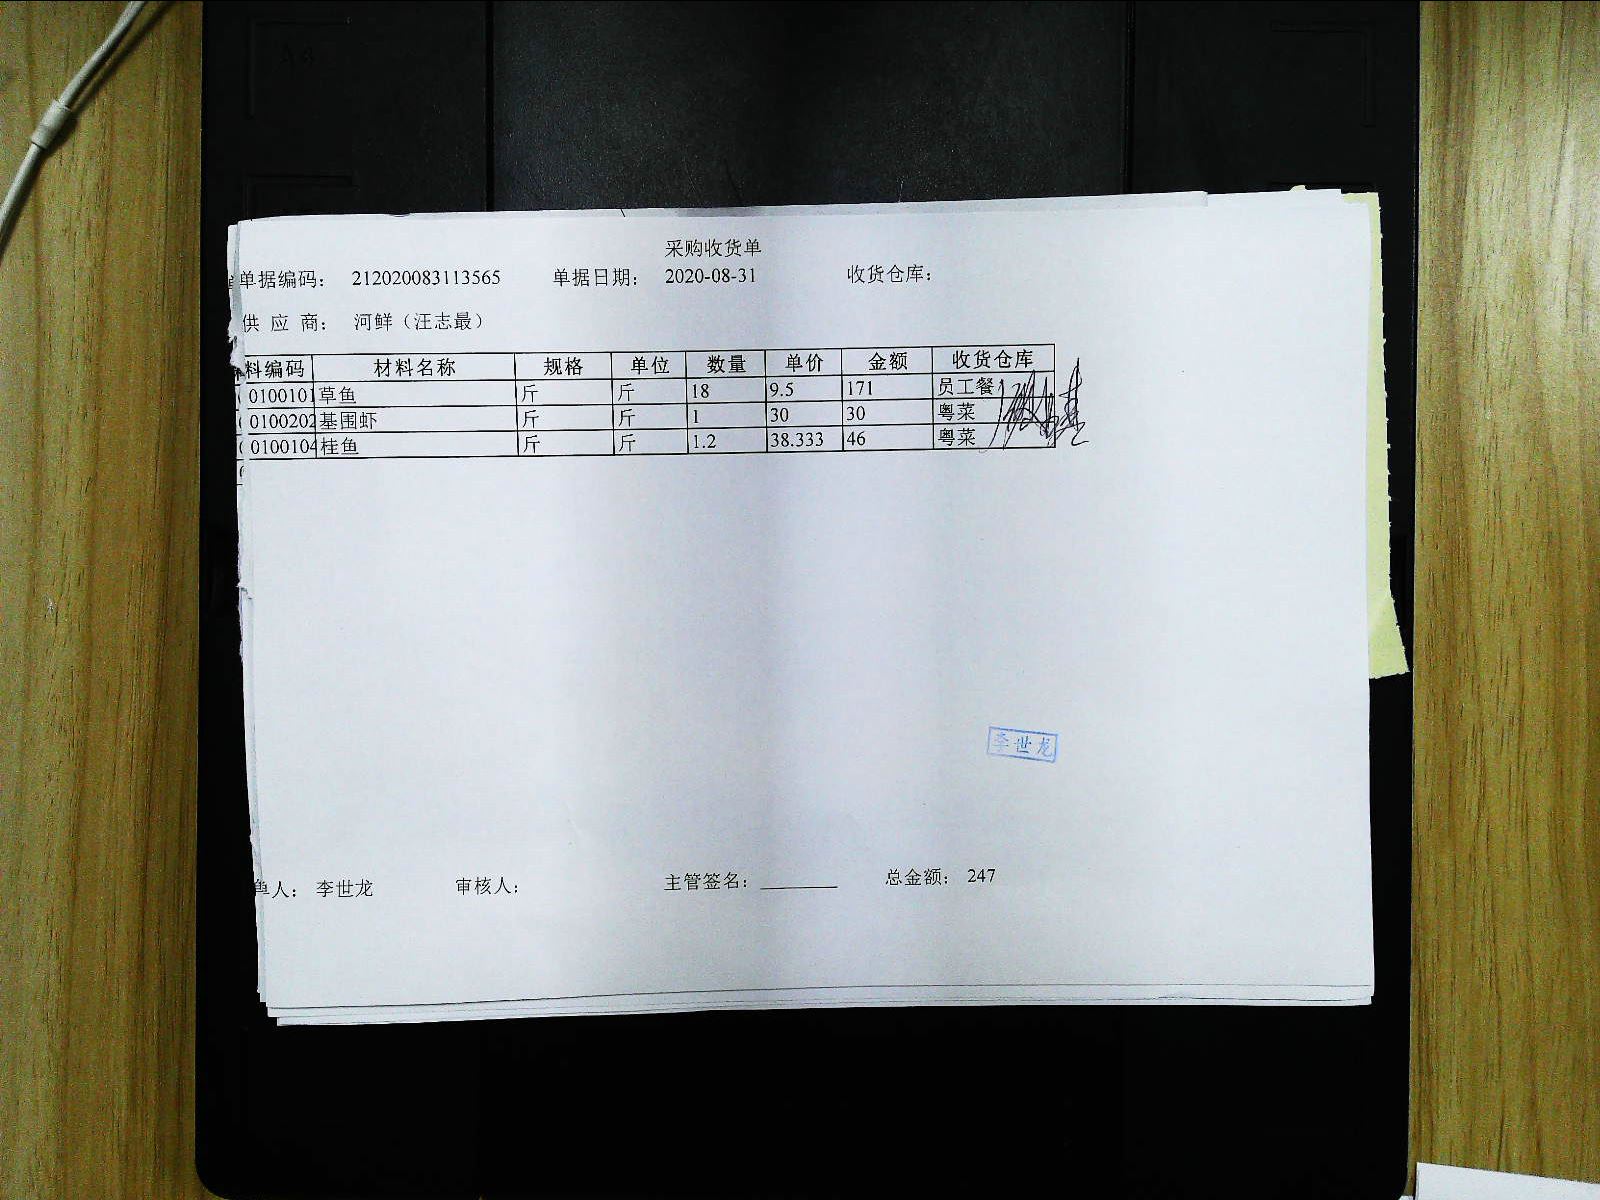 采购收货单
单据编码： 212020083113565 单据日期： 2020-08-31 收货仓库：
供 应 商： 河鲜（汪志最）
料编码 材料名称 规格 单位 数量 单价 金额 收货仓库
0100101 草鱼 斤 斤 18 9.5 171 员工餐
0100202 基围虾 斤 斤 1 30 30 粤菜
0100104 桂鱼 斤 斤 1.2 38.333 46 粤菜
李世龙
人： 李世龙 审核人： 主管签名： 总金额： 247